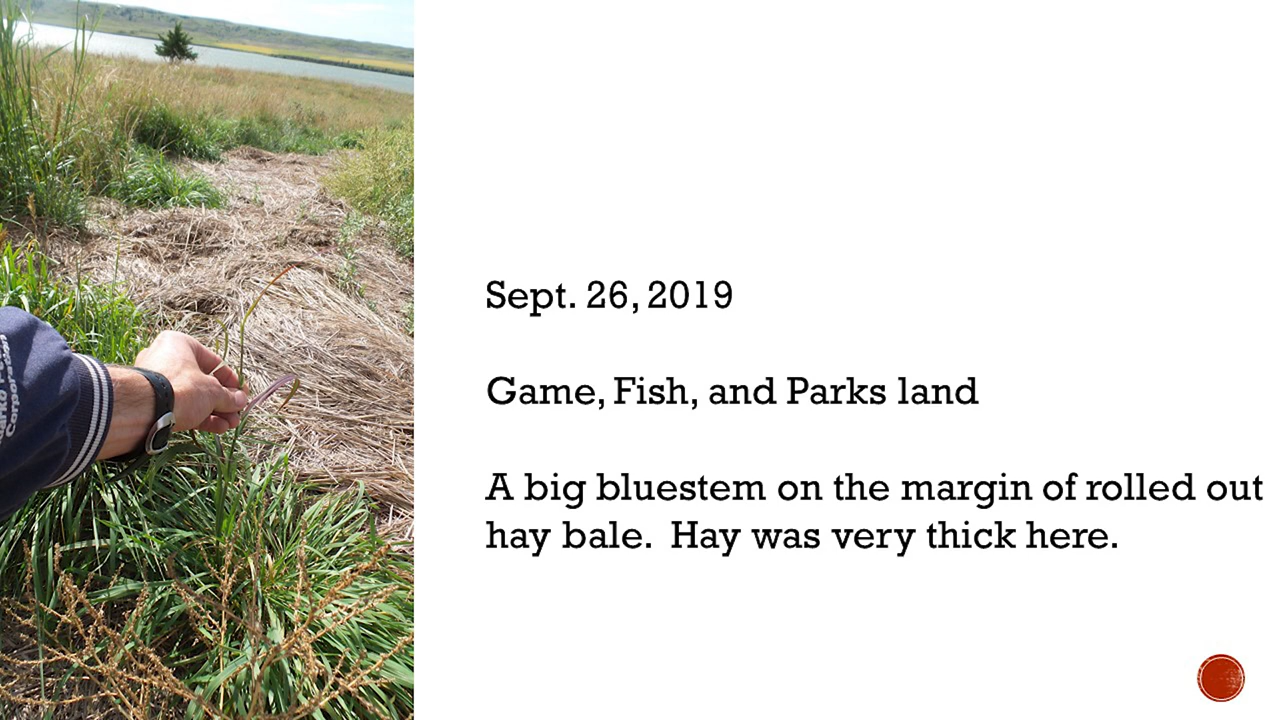 Sept. 26, 2019
Game, Fish, and Parks land
A big bluestem on the margin of rolled out
hay bale.  Hay was very thick here.
Corporation